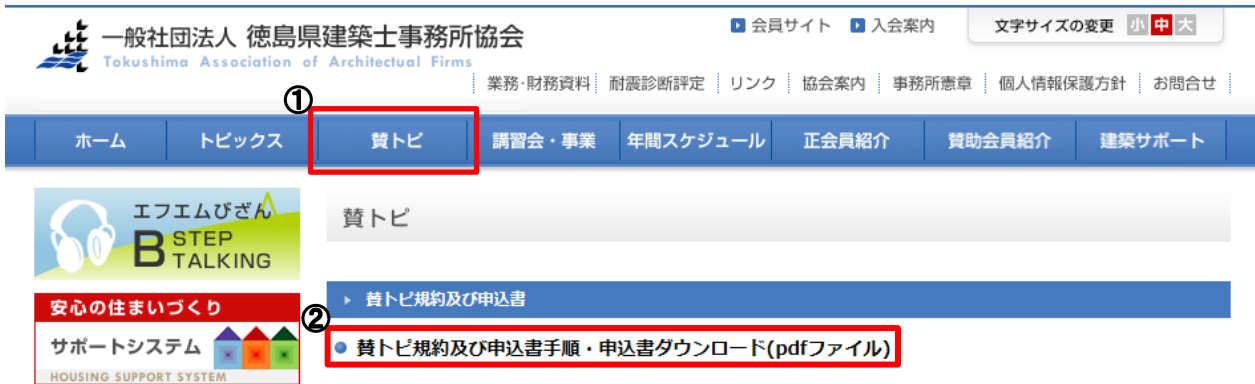 一般社団法人 徳島県建築士事務所協会
Tokushima Association of Architectual Firms
会員サイト 入会案内
文字サイズの変更 小 中 大
業務・財務資料 耐震診断評定 リンク 協会案内 事務所憲章 個人情報保護方針 お問合せ
①
ホーム トピックス 賛トピ 講習会・事業 年間スケジュール 正会員紹介 賛助会員紹介 建築サポート
エフエムびざん
B STEP
TALKING
賛トピ
安心の住まいづくり
サポートシステム
HOUSING SUPPORT SYSTEM
賛トピ規約及び申込書
②
賛トピ規約及び申込書手順・申込書ダウンロード(pdfファイル)